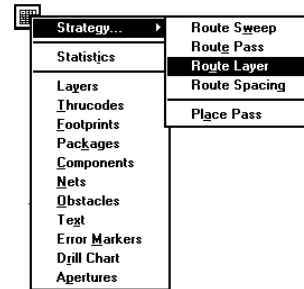 Strategy...
Statistics
Layers
Thrucodes
Footprints
Packages
Components
Nets
Obstacles
Text
Error Markers
Drill Chart
Apertures
Route Sweep
Route Pass
Route Layer
Route Spacing
Place Pass